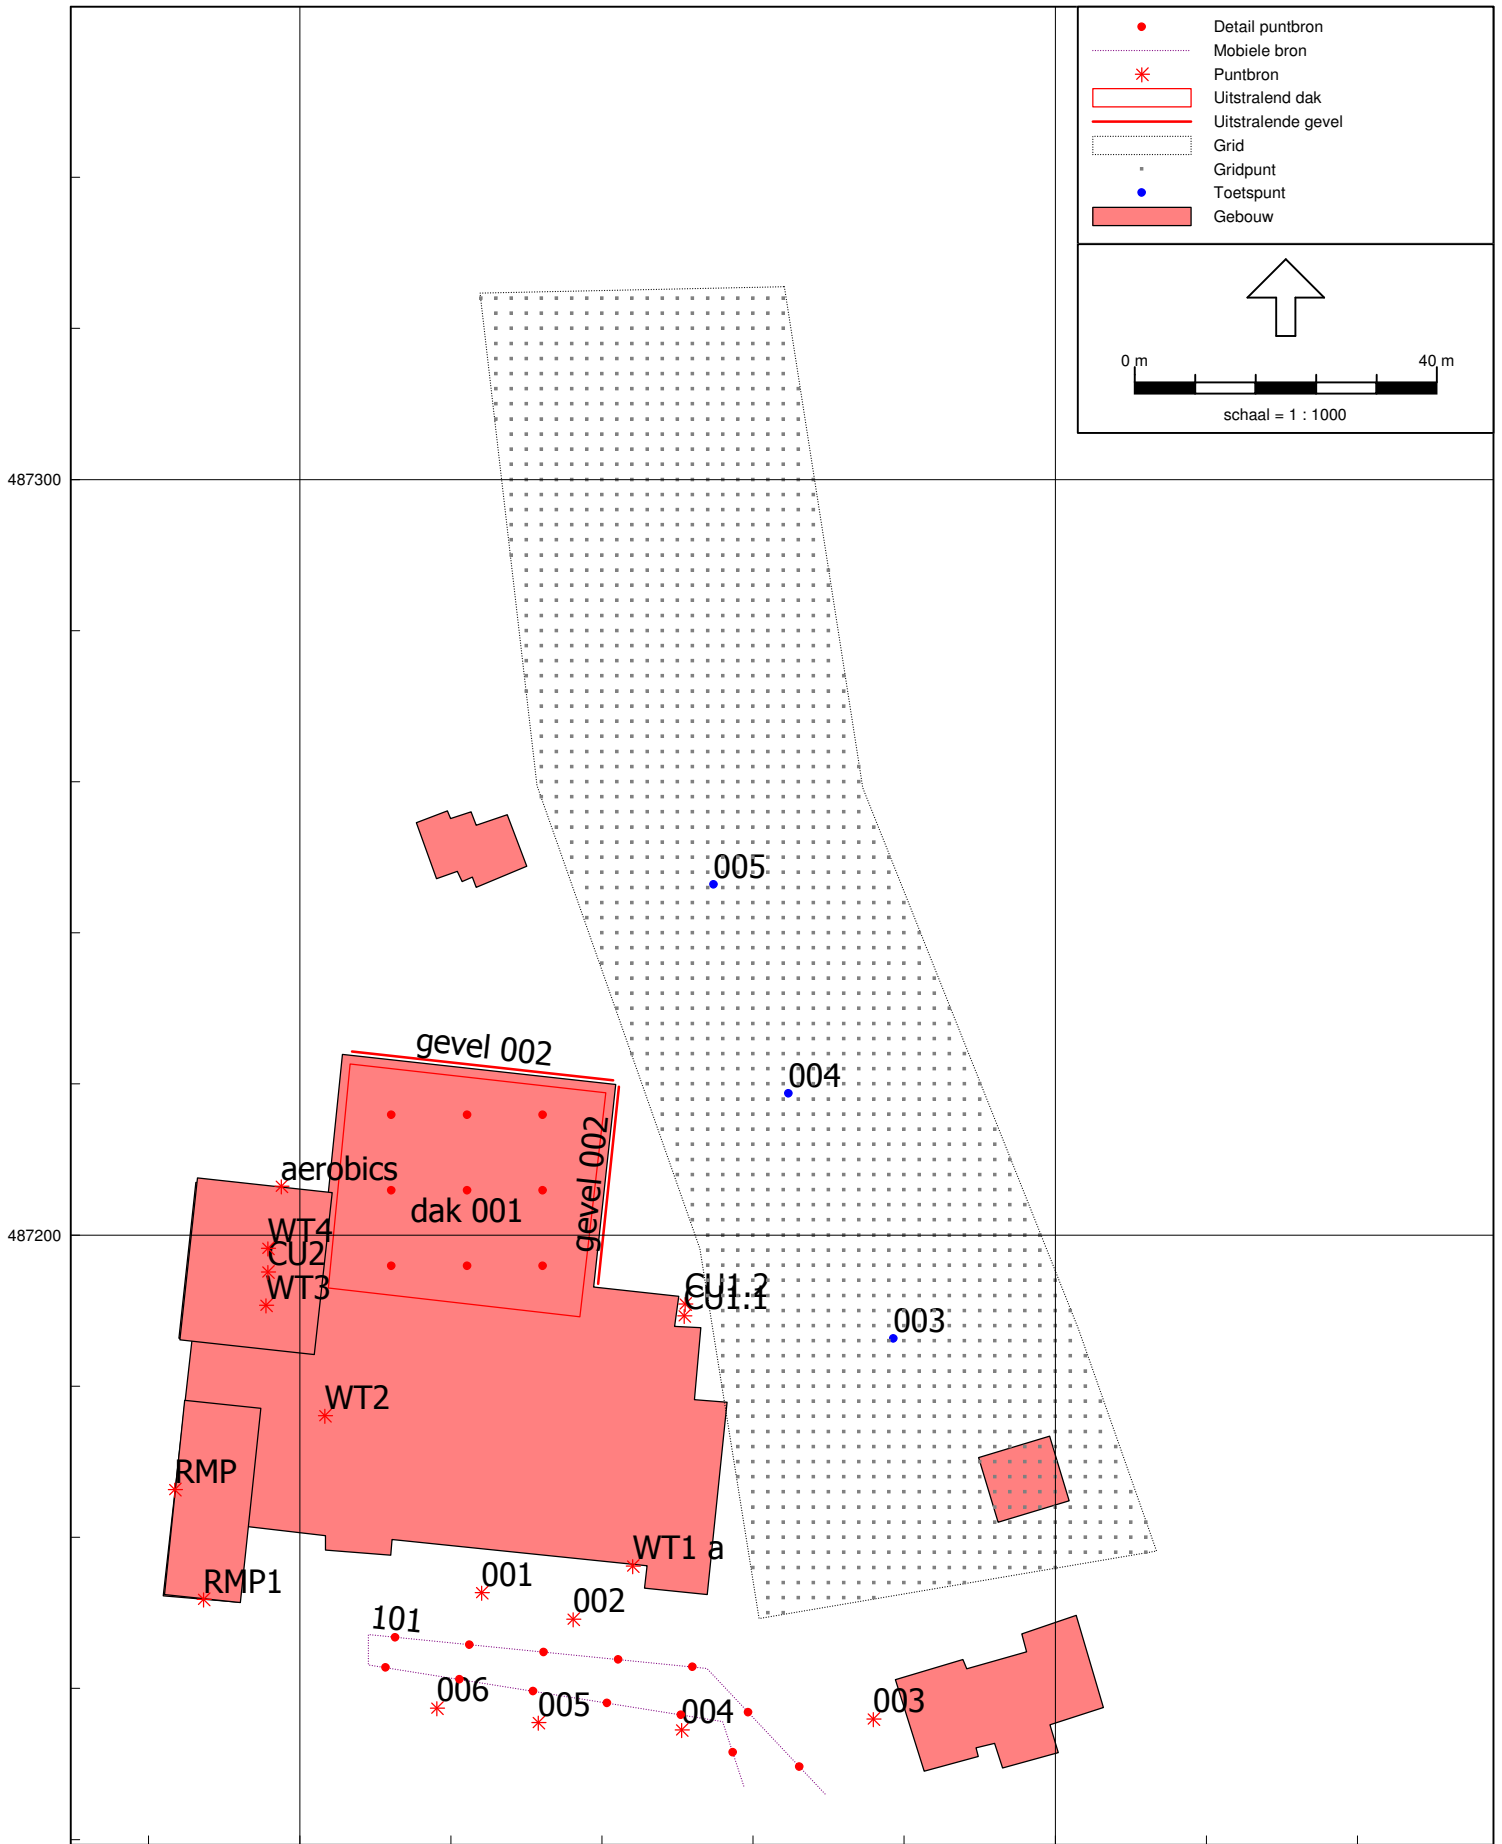 Detail puntbron
Mobiele bron
Puntbron
Uitstralend dak
Uitstralende gevel
Grid
Gridpunt
Toetspunt
Gebouw
0 m 40 m
schaal = 1 : 1000
487300
005
gevel 002
004
gevel 002
aerobics
dak 001
WT4
487200
CU2
WT3
CU1.2
CU1.1
003
WT2
RMP
WT1 a
RMP1
001
002
101
006
005
004
003